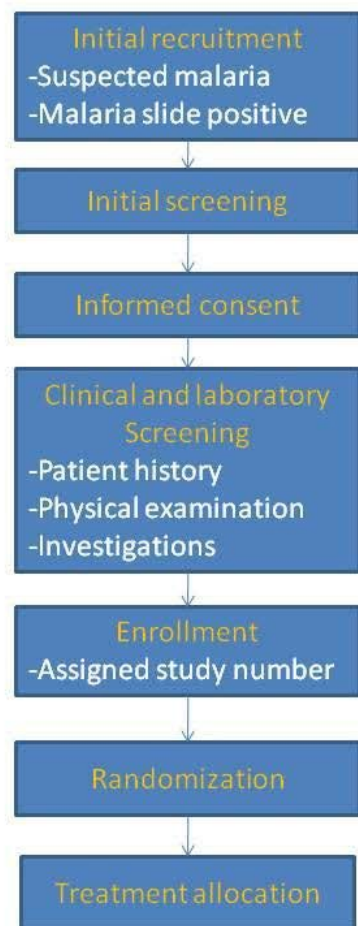 Initial recruitment
-Suspected malaria
-Malaria slide positive
Initial screening
Informed consent
Clinical and laboratory
Screening
-Patient history
-Physical examination
-Investigations
Enrollment
-Assigned study number
Randomization
Treatment allocation